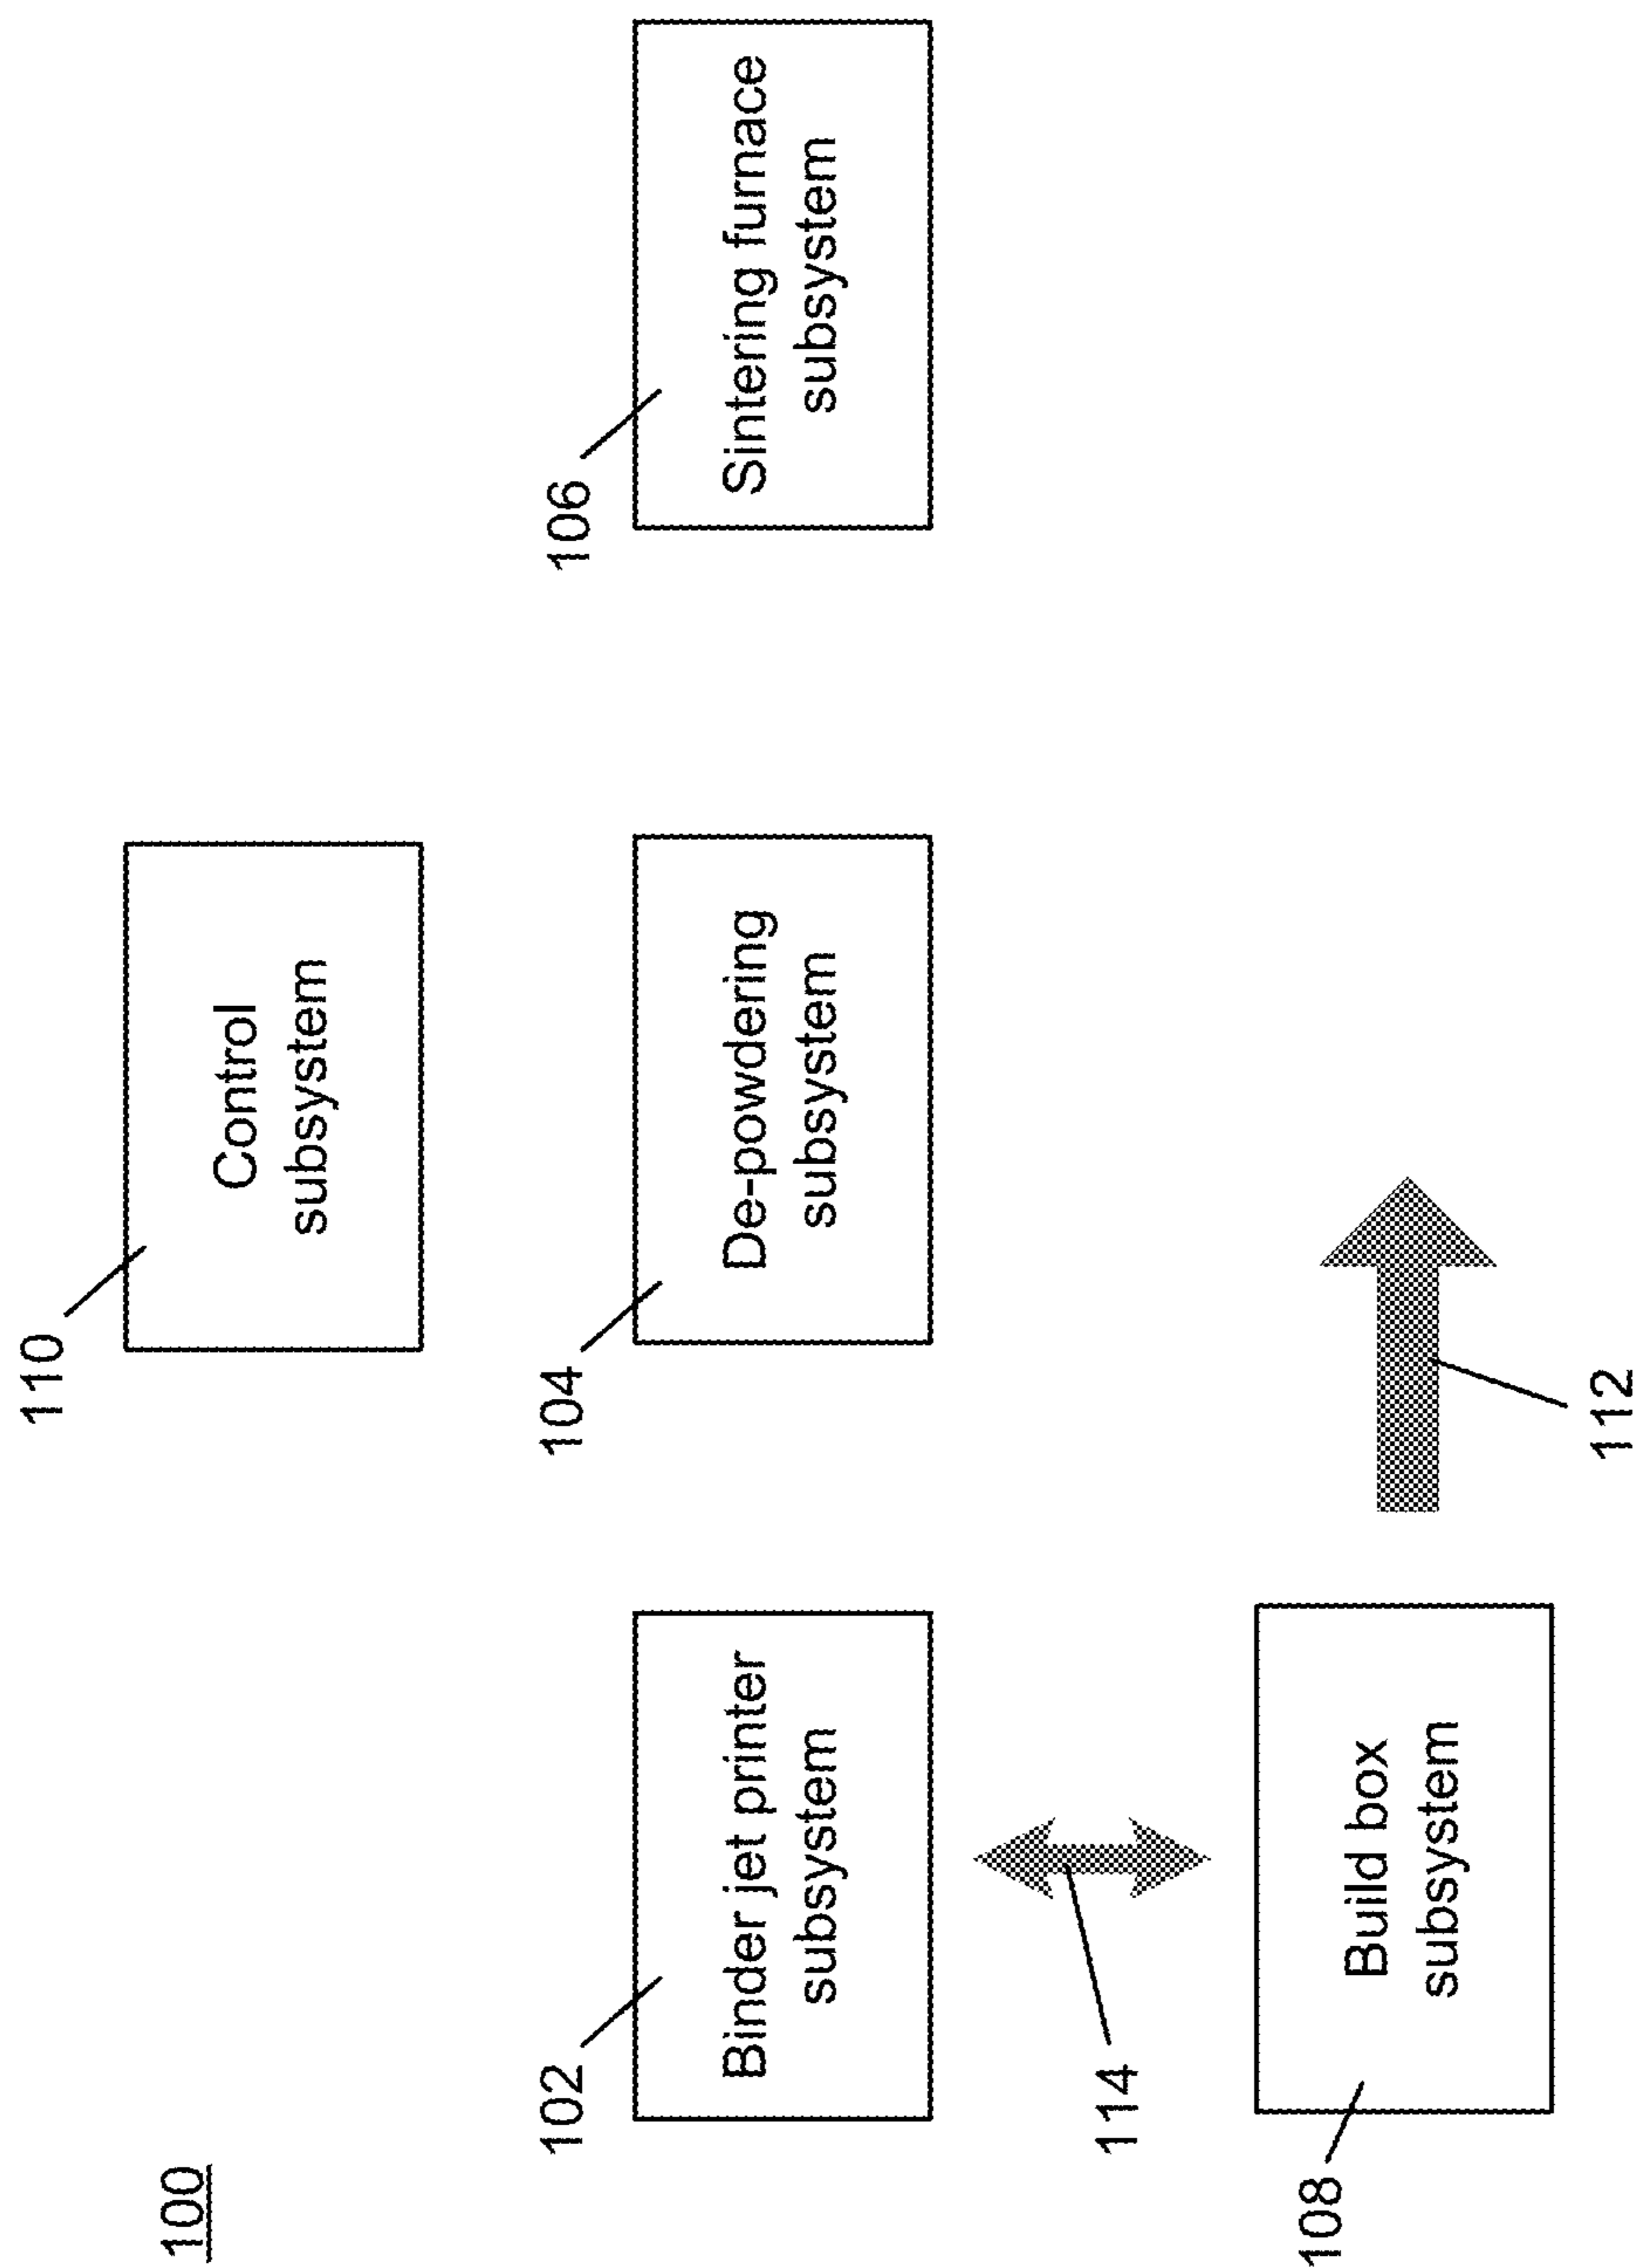 100
110
Control
subsystem
102
Binder jet printer
subsystem
104
De-powdering
subsystem
106
Sintering furnace
subsystem
114
108
Build box
subsystem
112